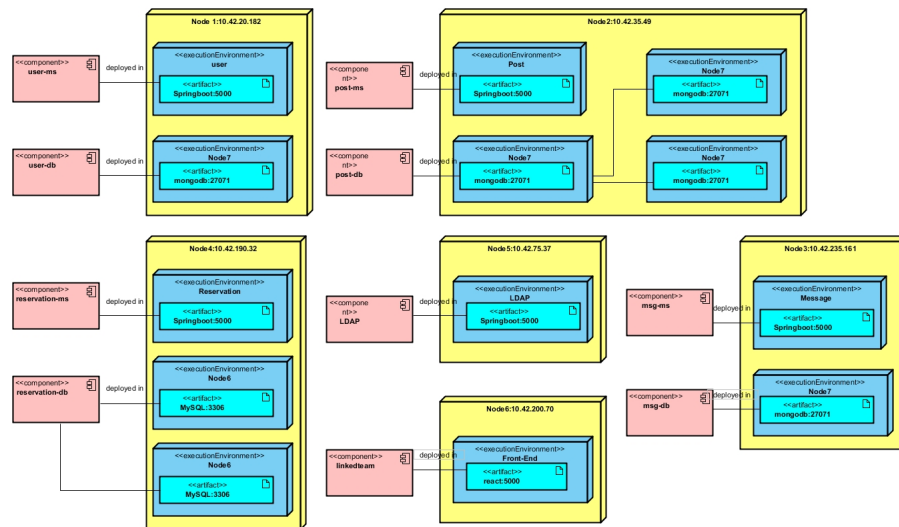 Node 1:10.42.20.182
<<component>>
user-ms
deployed in
<<executionEnvironment>>
user
<<artifact>>
Springboot:5000
<<component>>
user-db
deployed in
<<executionEnvironment>>
Node7
<<artifact>>
mongodb:27071
Node2:10.42.35.49
<<compone
nt>>
post-ms
deployed in
<<executionEnvironment>>
Post
<<artifact>>
Springboot:5000
<<executionEnvironment>>
Node7
<<artifact>>
mongodb:27071
<<compone
nt>>
post-db
deployed in
<<executionEnvironment>>
Node7
<<artifact>>
mongodb:27071
<<executionEnvironment>>
Node7
<<artifact>>
mongodb:27071
Node4:10.42.190.32
<<component>>
reservation-ms
deployed in
<<executionEnvironment>>
Reservation
<<artifact>>
Springboot:5000
<<component>>
reservation-db
deployed in
<<executionEnvironment>>
Node6
<<artifact>>
MySQL:3306
<<executionEnvironment>>
Node6
<<artifact>>
MySQL:3306
Node5:10.42.75.37
<<compone
nt>>
LDAP
deployed in
<<executionEnvironment>>
LDAP
<<artifact>>
Springboot:5000
Node6:10.42.200.70
<<component>>
linkedteam
deployed in
<<executionEnvironment>>
Front-End
<<artifact>>
react:5000
Node3:10.42.235.161
<<component>>
msg-ms
deployed in
<<executionEnvironment>>
Message
<<artifact>>
Springboot:5000
<<component>>
msg-db
deployed in
<<executionEnvironment>>
Node7
<<artifact>>
mongodb:27071